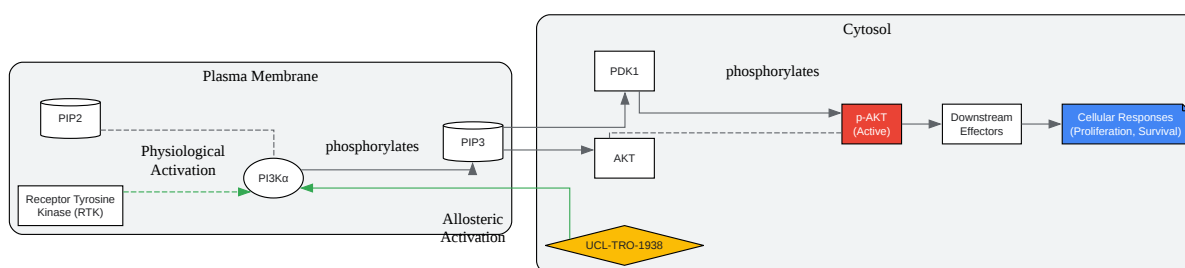 Cytosol
Plasma Membrane
PDK1
phosphorylates
PIP2
p-AKT
(Active)
Downstream
Effectors
Cellular Responses
(Proliferation, Survival)
Physiological
Activation
phosphorylates
PIP3
AKT
PI3Kα
Receptor Tyrosine
Kinase (RTK)
Allosteric
Activation
UCL-TRO-1938